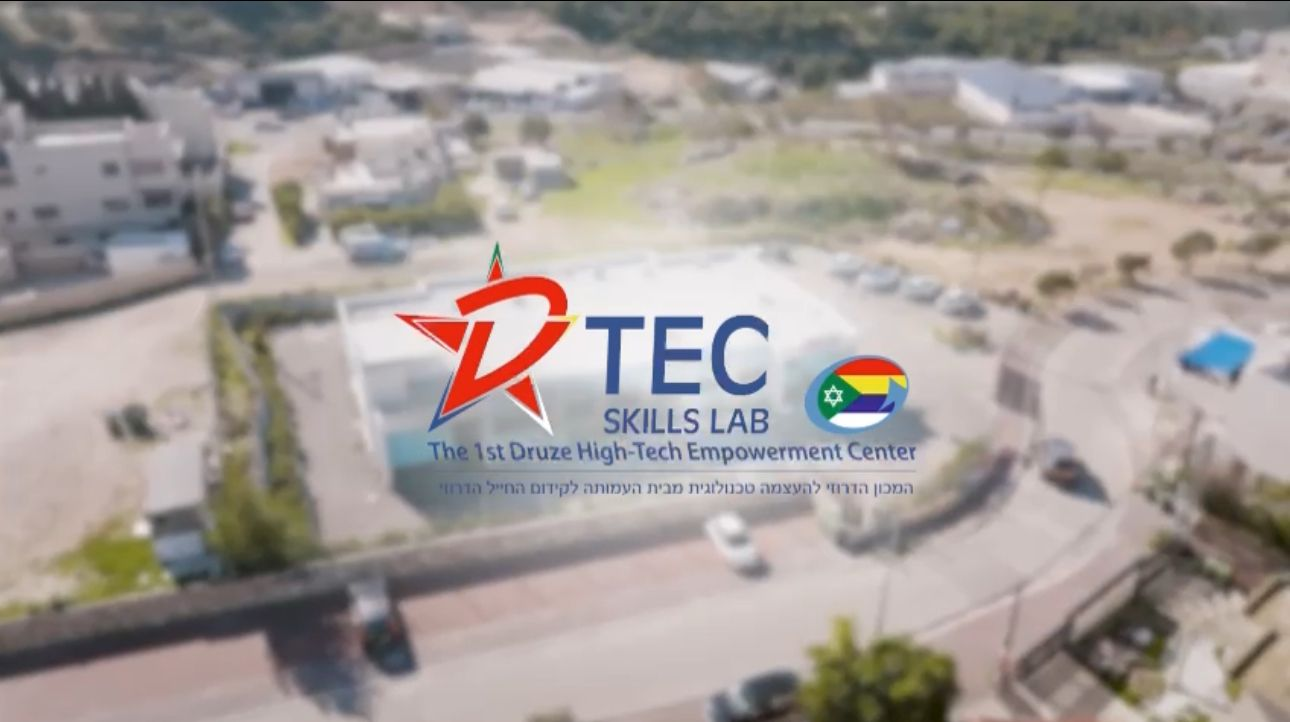 D TEC
SKILLS LAB
The 1st Druze High-Tech Empowerment Center
המכון הדרוזי להעצמה טכנולוגית מבית העמותה לקידום החייל הדרוזי